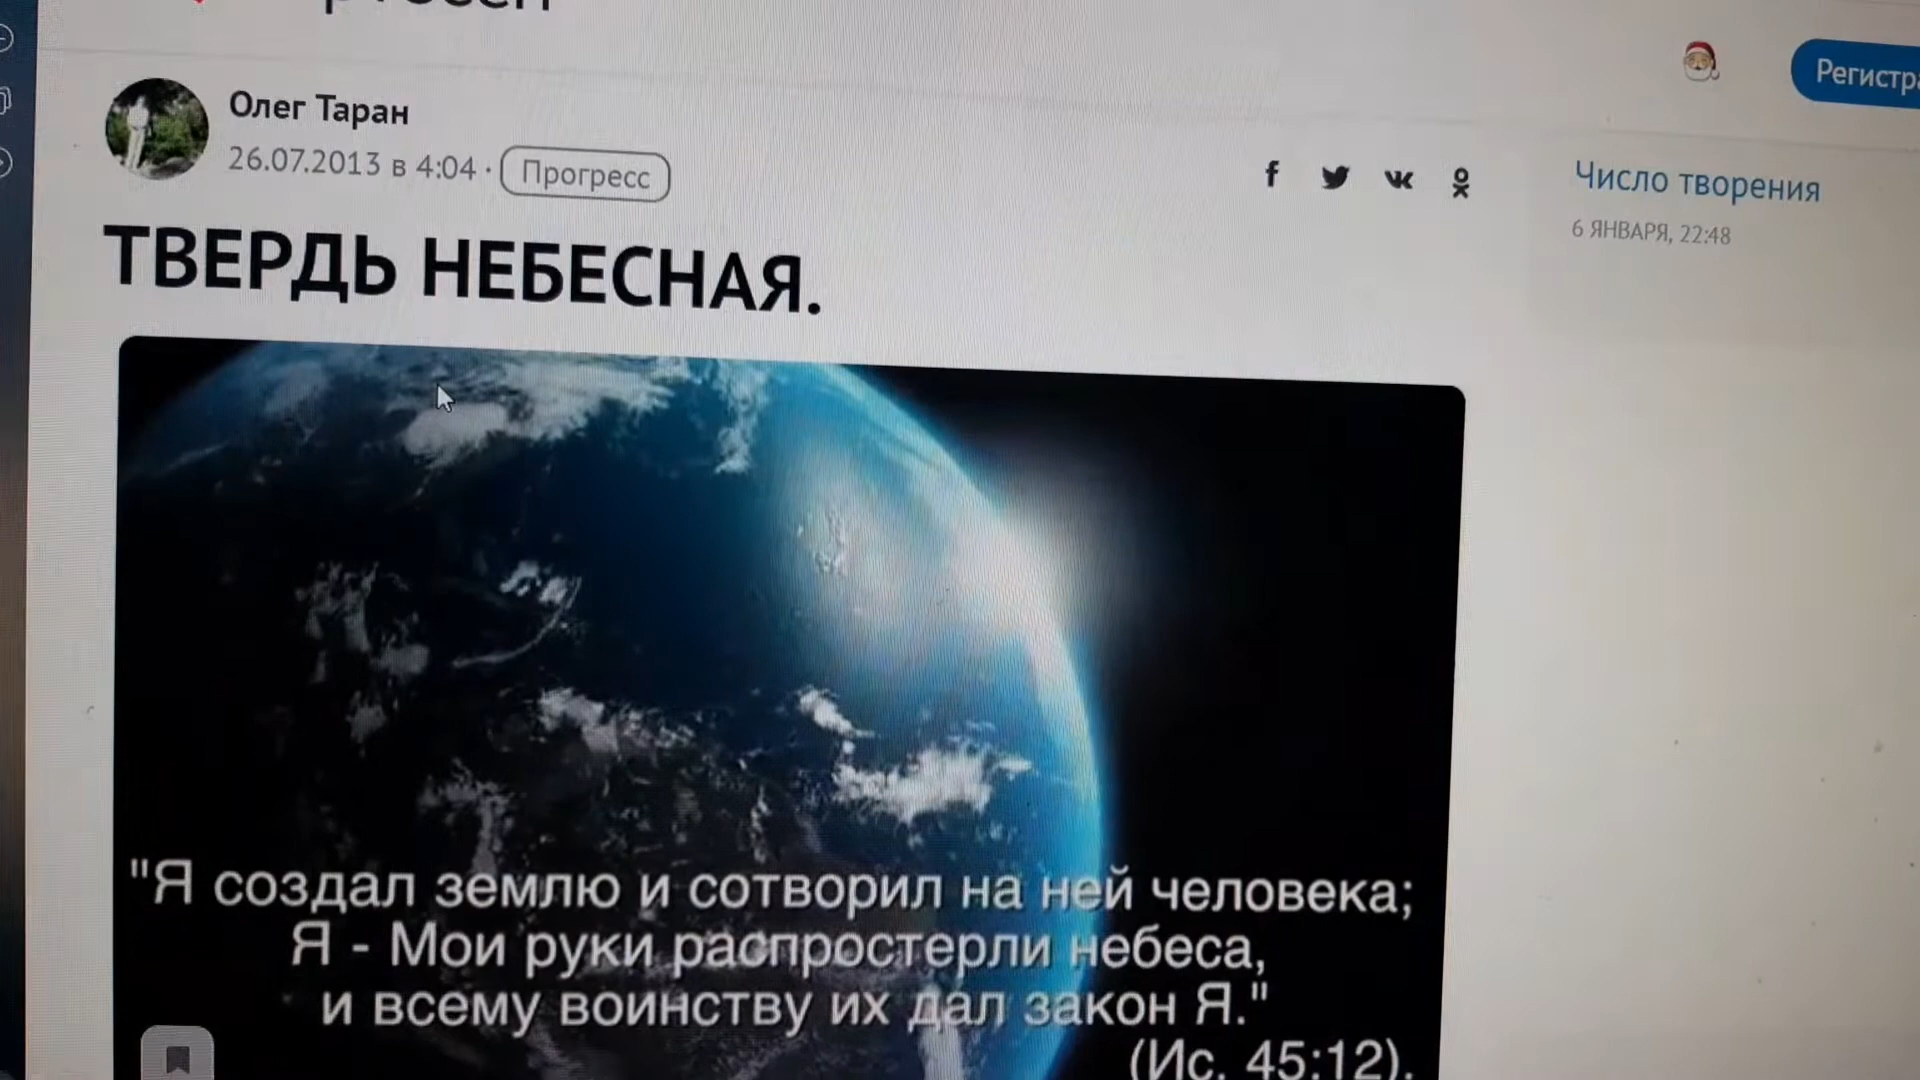 Регистра
Олег Таран
26.07.2013 в 4:04 · Прогресс
Число творения
6 ЯНВАРЯ, 22:48
ТВЕРДЬ НЕБЕСНАЯ.
"Я создал землю и сотворил на ней человека;
Я - Мои руки распростерли небеса,
и всему воинству их дал закон Я."
(Ис. 45:12).